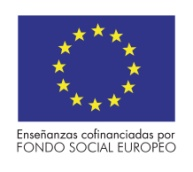 Enseñanzas cofinanciadas por
FONDO SOCIAL EUROPEO